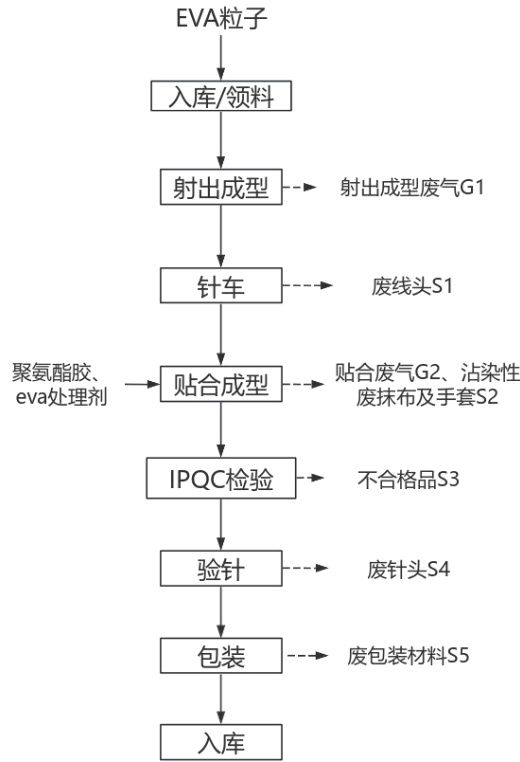 EVA粒子
入库/领料
射出成型
射出成型废气G1
针车
废线头S1
聚氨酯胶、
eva处理剂
贴合成型
贴合废气G2、沾染性
废抹布及手套S2
IPQC检验
不合格品S3
验针
废针头S4
包装
废包装材料S5
入库